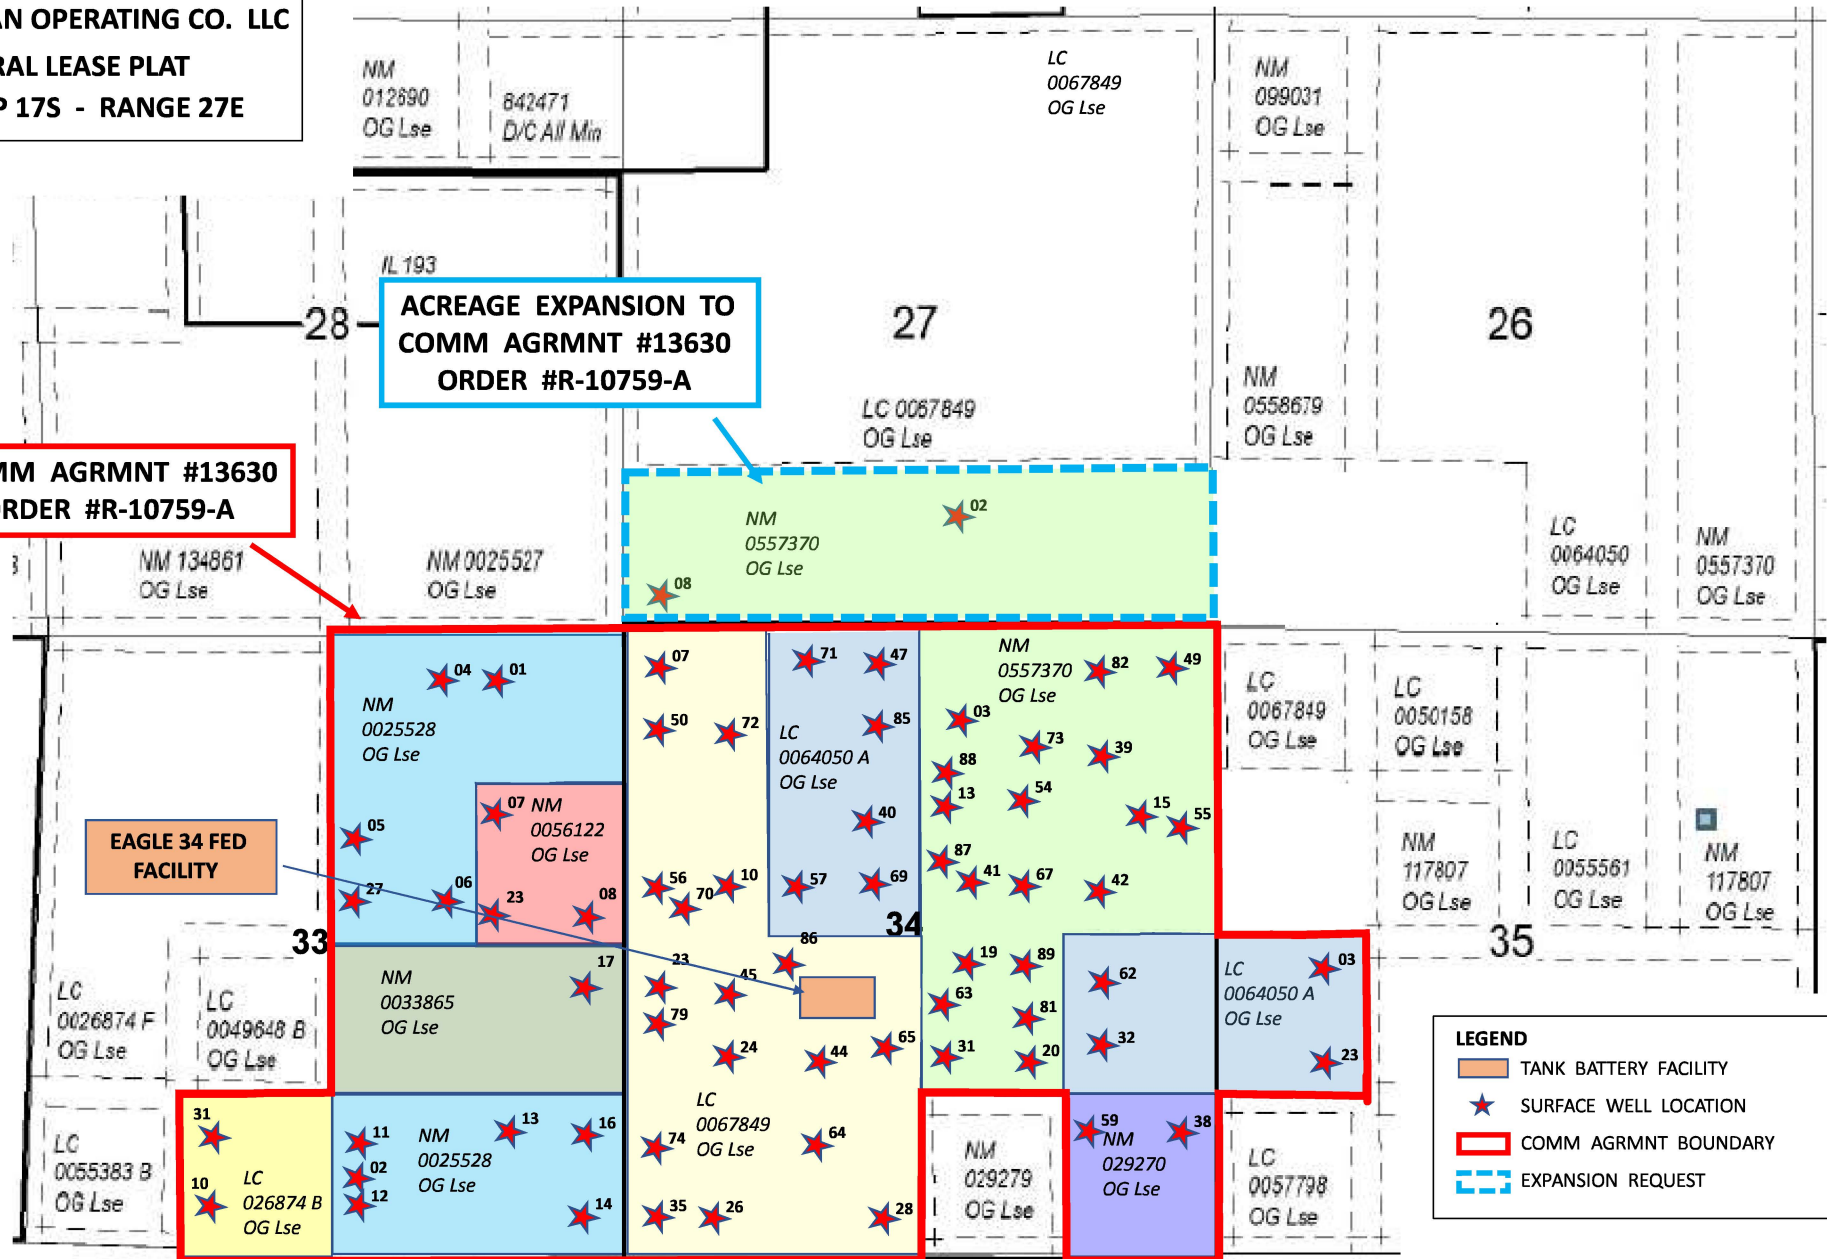 AN OPERATING CO. LLC
RAL LEASE PLAT
P 17S - RANGE 27E
NM
012690
OG Lse
842471
D/C All Min
LC
0067849
OG Lse
NM
099031
OG Lse
IL 193
28
ACREAGE EXPANSION TO
COMM AGRMNT #13630
ORDER #R-10759-A
27
26
LC 0067849
OG Lse
NM
0558679
OG Lse
MM AGRMNT #13630
RDER #R-10759-A
NM 134861
OG Lse
NM 0025527
OG Lse
NM
0557370
OG Lse
02
08
LC
0064050
OG Lse
NM
0557370
OG Lse
04
01
NM
0025528
OG Lse
05
27
06
07
NM
0056122
OG Lse
23
08
EAGLE 34 FED
FACILITY
33
NM
0033865
OG Lse
17
LC
0026874 F
OG Lse
LC
0049648 B
OG Lse
LC
0055383 B
OG Lse
31
10
LC
026874 B
OG Lse
11
02
12
NM
0025528
OG Lse
13
16
14
07
50
72
56
70
10
23
45
79
24
86
44
65
LC
0067849
OG Lse
74
64
35
26
28
71
47
85
LC
0064050 A
OG Lse
40
57
69
34
NM
0557370
OG Lse
82
49
03
73
39
88
13
54
15
55
87
41
67
42
19
89
63
81
31
20
62
32
LC
0064050 A
OG Lse
03
23
NM
029279
OG Lse
59
38
NM
029270
OG Lse
LC
0057798
OG Lse
LC
0067849
OG Lse
LC
0050158
OG Lse
NM
117807
OG Lse
LC
0055561
OG Lse
NM
117807
OG Lse
35
LEGEND
TANK BATTERY FACILITY
SURFACE WELL LOCATION
COMM AGRMNT BOUNDARY
EXPANSION REQUEST